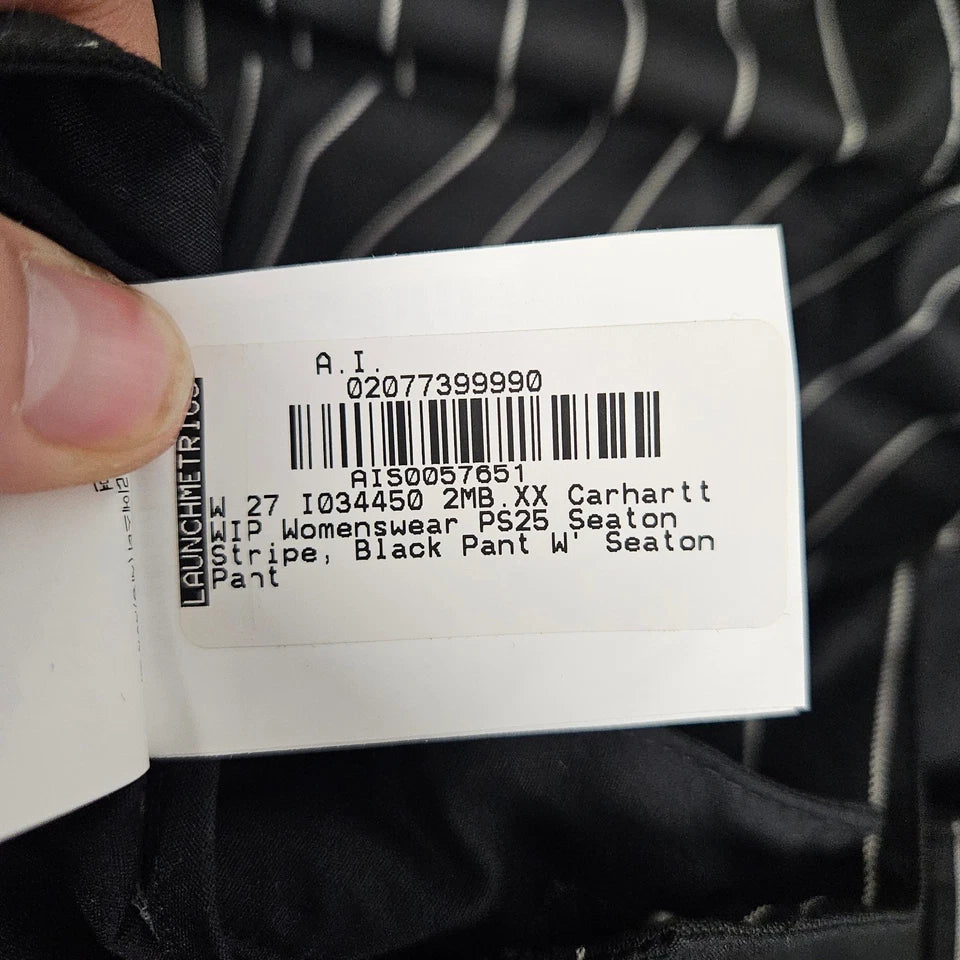 A.I.
02077399990
AIS0057651
W 27 I034450 2MB.XX Carhartt
WIP Womenswear PS25 Seaton
Stripe, Black Pant W' Seaton
Pant
LAUNCHMETRICS